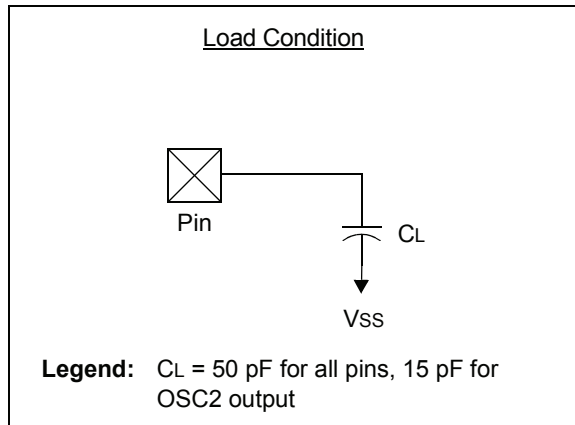 Load Condition
Pin
CL
VSS
Legend: CL = 50 pF for all pins, 15 pF for
OSC2 output